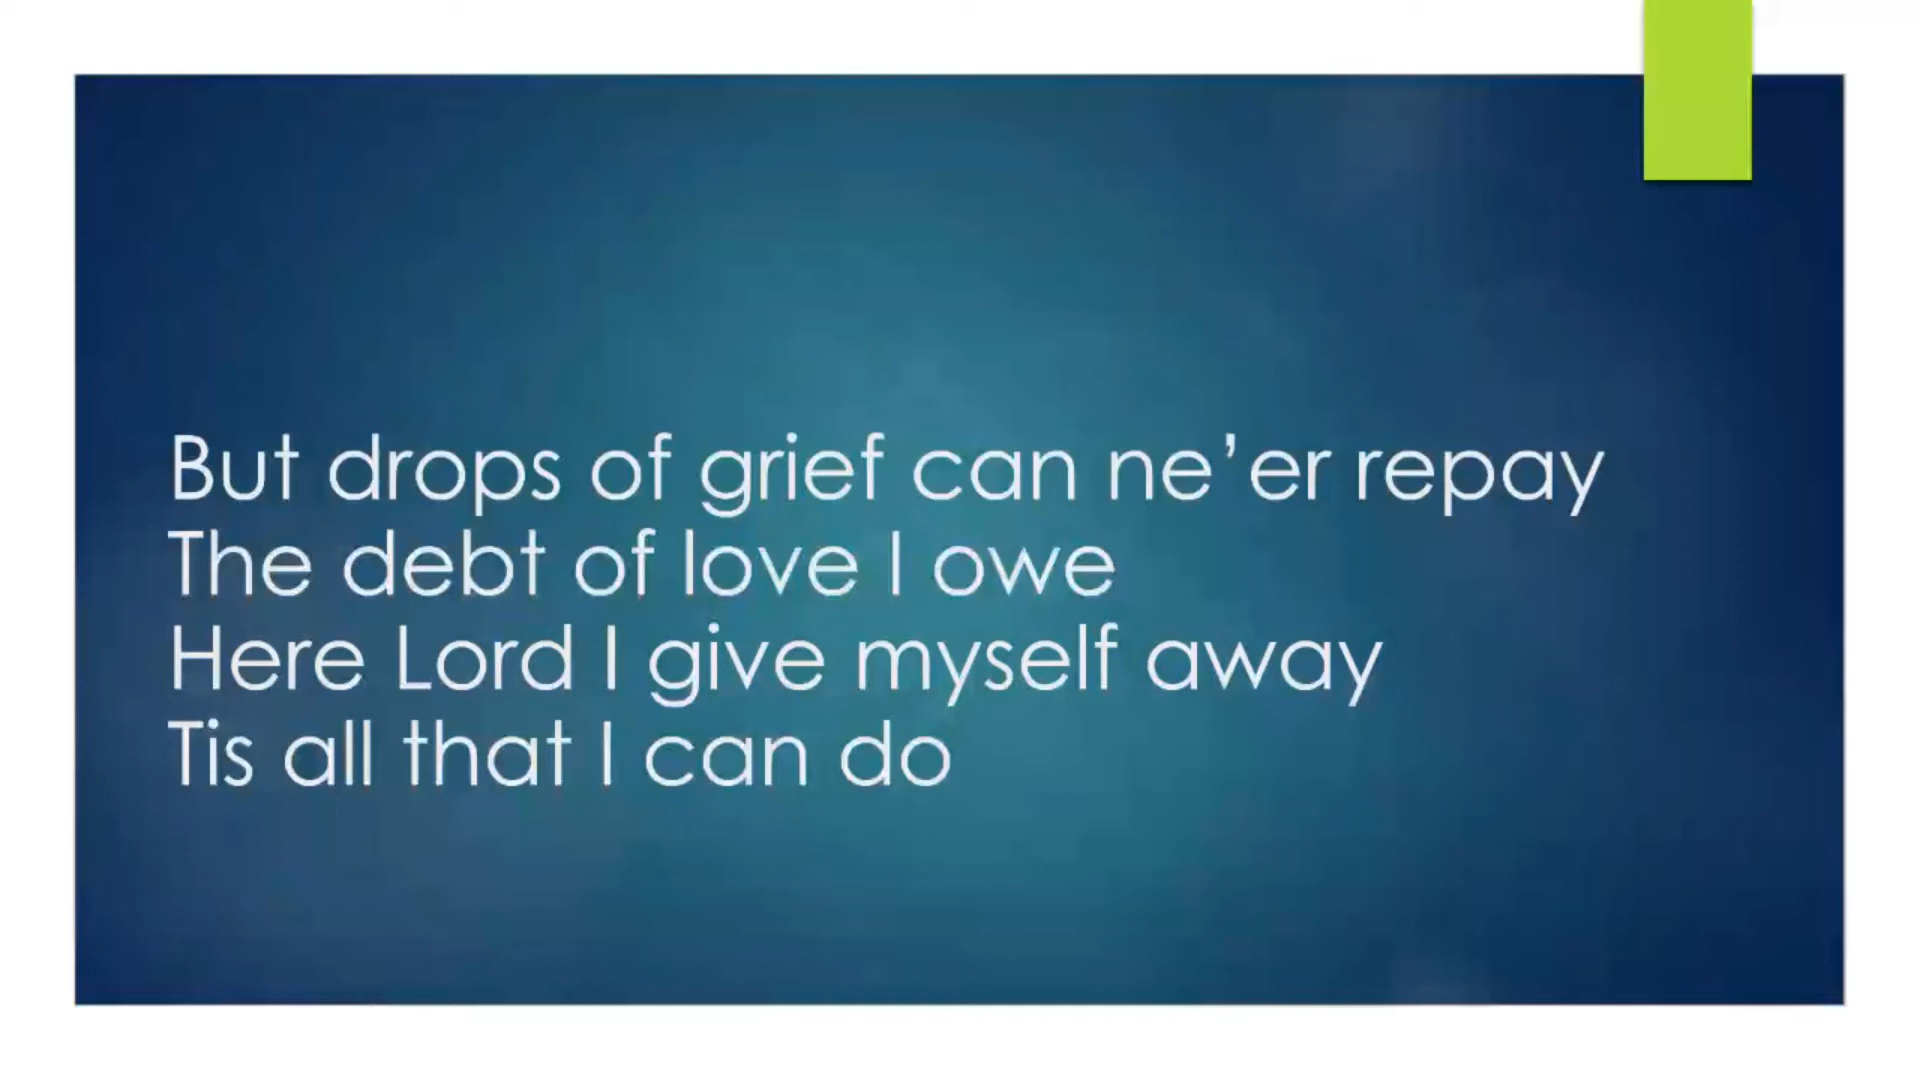 But drops of grief can ne’er repay
The debt of love I owe
Here Lord I give myself away
Tis all that I can do